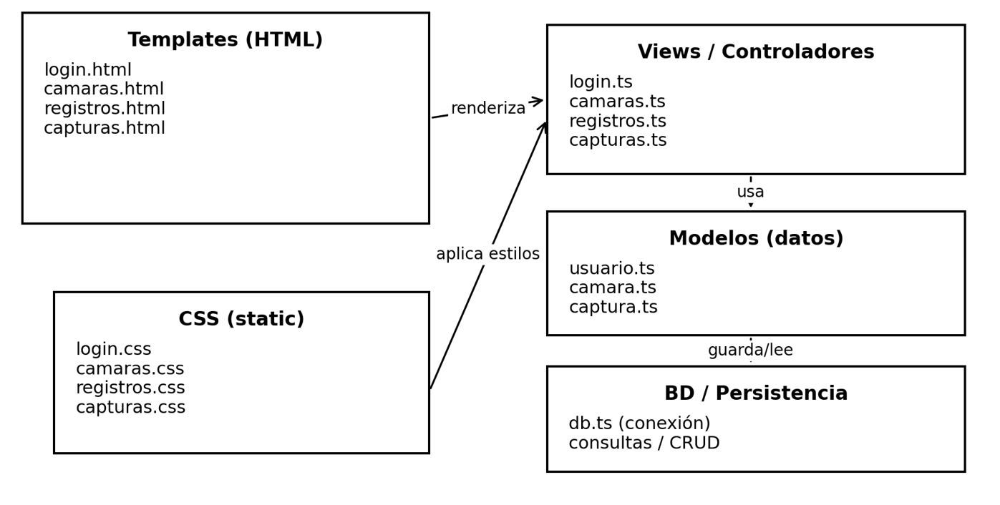 Templates (HTML)
login.html
camaras.html
registros.html
capturas.html
renderiza
Views / Controladores
login.ts
camaras.ts
registros.ts
capturas.ts
usa
aplica estilos
Modelos (datos)
usuario.ts
camara.ts
captura.ts
guarda/lee
CSS (static)
login.css
camaras.css
registros.css
capturas.css
BD / Persistencia
db.ts (conexión)
consultas / CRUD